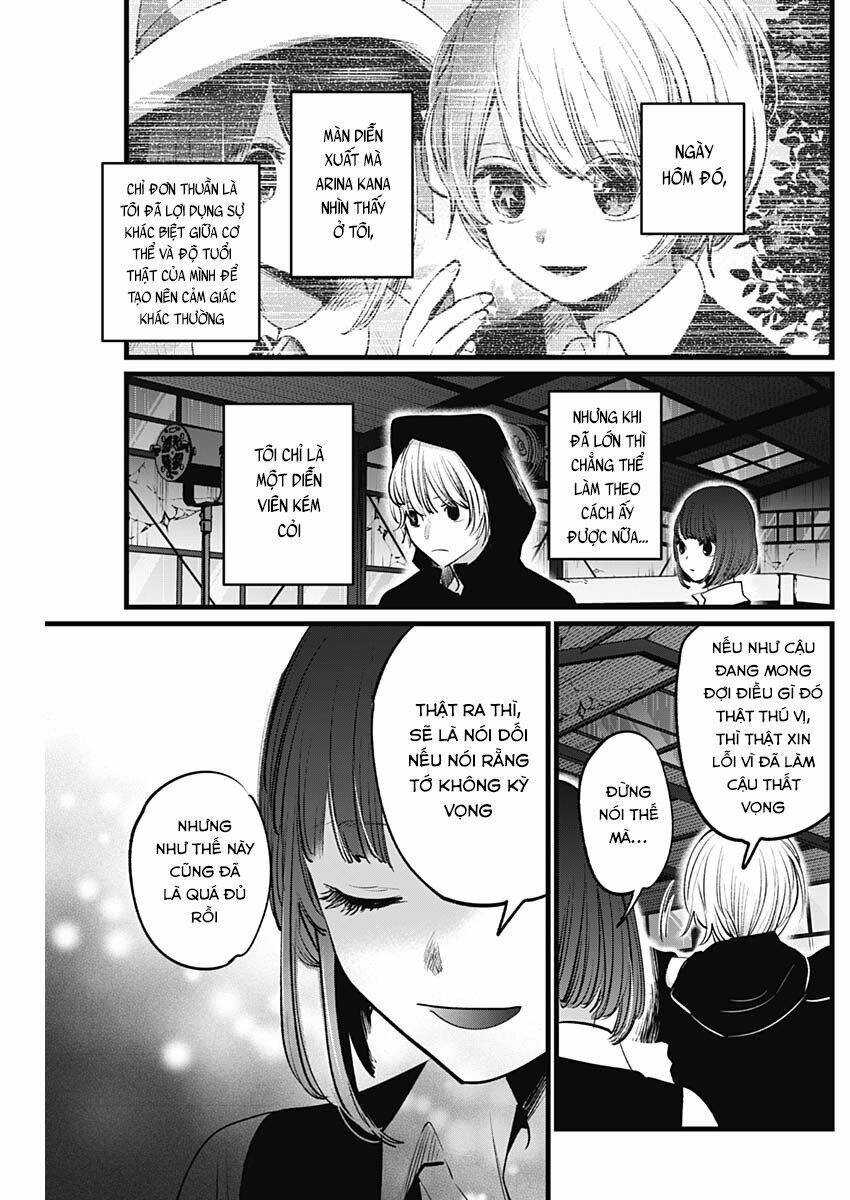 NGÀY
HÔM ĐÓ,
MÀN DIỄN
XUẤT MÀ
ARINA KANA
NHÌN THẤY
Ở TÔI,
CHỈ ĐƠN THUẦN LÀ
TÔI ĐÃ LỢI DỤNG SỰ
KHÁC BIỆT GIỮA CƠ
THỂ VÀ ĐỘ TUỔI
THẬT CỦA MÌNH ĐỂ
TẠO NÊN CẢM GIÁC
KHÁC THƯỜNG
NHƯNG KHI
ĐÃ LỚN THÌ
CHẲNG THỂ
LÀM THEO
CÁCH ẤY
ĐƯỢC NỮA...
TÔI CHỈ LÀ
MỘT DIỄN
VIÊN KÉM
CỎI
NẾU NHƯ CẬU
ĐANG MONG
ĐỢI ĐIỀU GÌ ĐÓ
THẬT THÚ VỊ,
THÌ THẬT XIN
LỖI VÌ ĐÃ LÀM
CẬU THẤT
VỌNG
ĐỪNG
NÓI THẾ
MÀ...
THẬT RA THÌ,
SẼ LÀ NÓI DỐI
NẾU NÓI RẰNG
TỚ KHÔNG KỲ
VỌNG
NHƯNG
NHƯ THẾ NÀY
CŨNG ĐÃ
LÀ QUÁ ĐỦ
RỒI